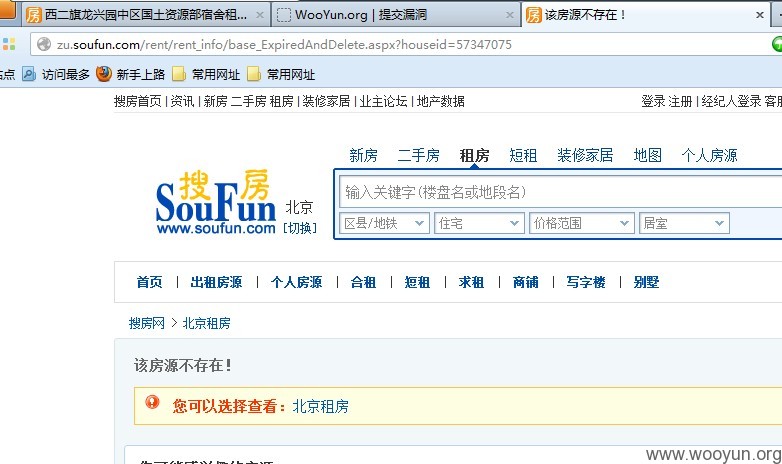 西二旗龙兴园中区国土资源部宿舍租... × WooYun.org | 提交漏洞 × 该房源不存在！ ×
zu.soufun.com/rent/rent_info/base_ExpiredAndDelete.aspx?houseid=57347075
访问最多 新手上路 常用网址 常用网址
搜房首页 | 资讯 | 新房 二手房 租房 | 装修家居 | 业主论坛 | 地产数据 登录 注册 | 经纪人登录
新房 二手房 租房 短租 装修家居 地图 个人房源
搜房
SouFun
www.soufun.com
北京
[切换]
输入关键字(楼盘名或地段名)
区县/地铁 住宅 价格范围 居室
首页 | 出租房源 | 个人房源 | 合租 | 短租 | 求租 | 商铺 | 写字楼 | 别墅
搜房网 > 北京租房
该房源不存在！
您可以选择查看：北京租房
www.wooyun.org